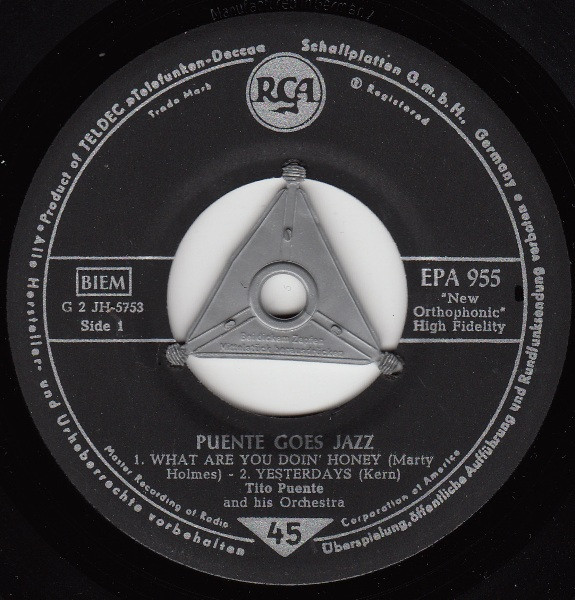 Manufactured in Germany
Product of TELDEC »Telefunken-Decca« Schallplatten G.m.b.H., Germany • verboten
Trade Mark
RCA
® Registered
BIEM
G 2 JH-5753
Side 1
EPA 955
"New
Orthophonic"
High Fidelity
PUENTE GOES JAZZ
1. WHAT ARE YOU DOIN' HONEY (Marty
Holmes) - 2. YESTERDAYS (Kern)
Tito Puente
and his Orchestra
45
Master Recording of Radio Corporation of America
• Alle Hersteller- und Urheberrechte vorbehalten
Überspielung, öffentliche Aufführung und Rundfunksendung